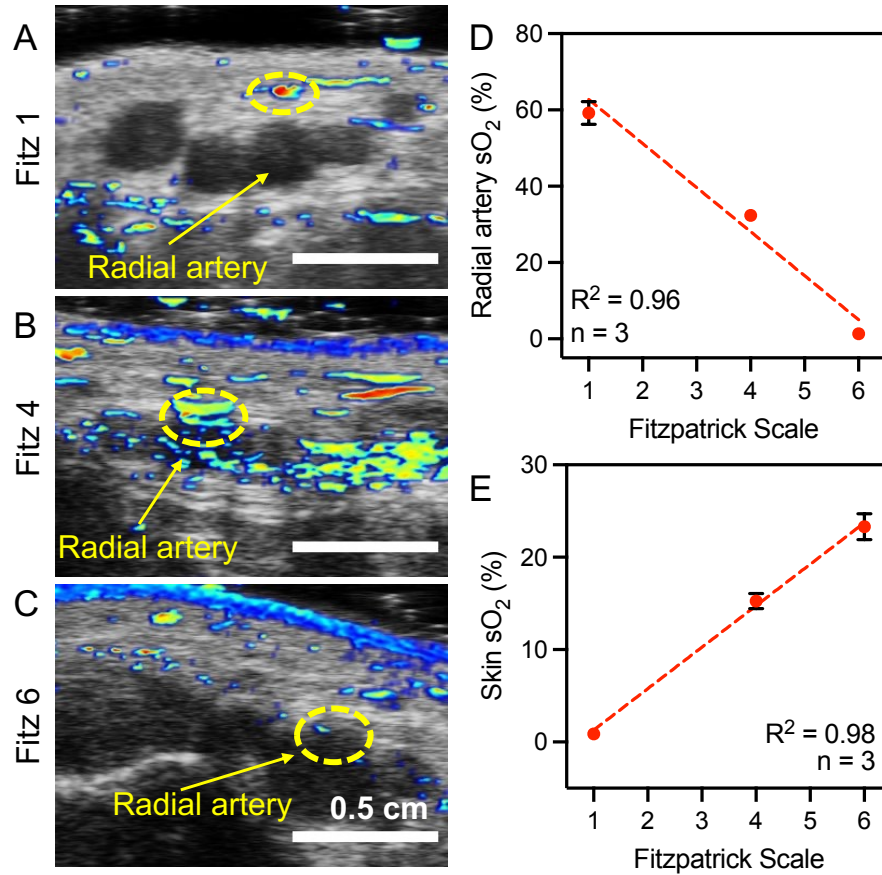 A
Fitz 1
Radial artery
B
Fitz 4
Radial artery
C
Fitz 6
Radial artery
0.5 cm
D
Radial artery sO₂ (%)
80
60
40
20
0
R² = 0.96
n = 3
1 2 3 4 5 6
Fitzpatrick Scale
E
Skin sO₂ (%)
30
20
10
0
R² = 0.98
n = 3
1 2 3 4 5 6
Fitzpatrick Scale